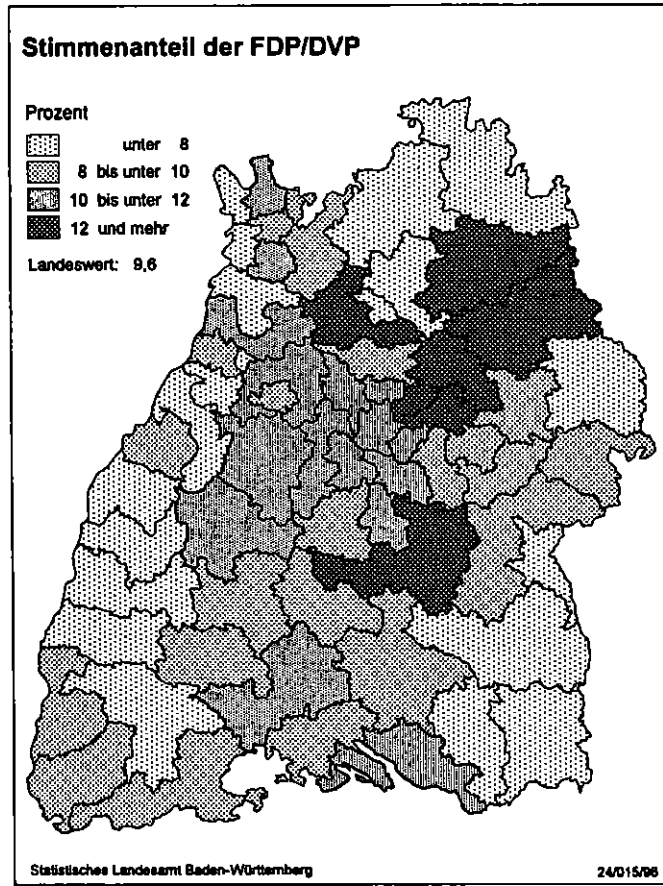 Stimmenanteil der FDP/DVP
Prozent
unter 8
8 bis unter 10
10 bis unter 12
12 und mehr
Landeswert: 9,6
Statistisches Landesamt Baden-Württemberg
24/015/96